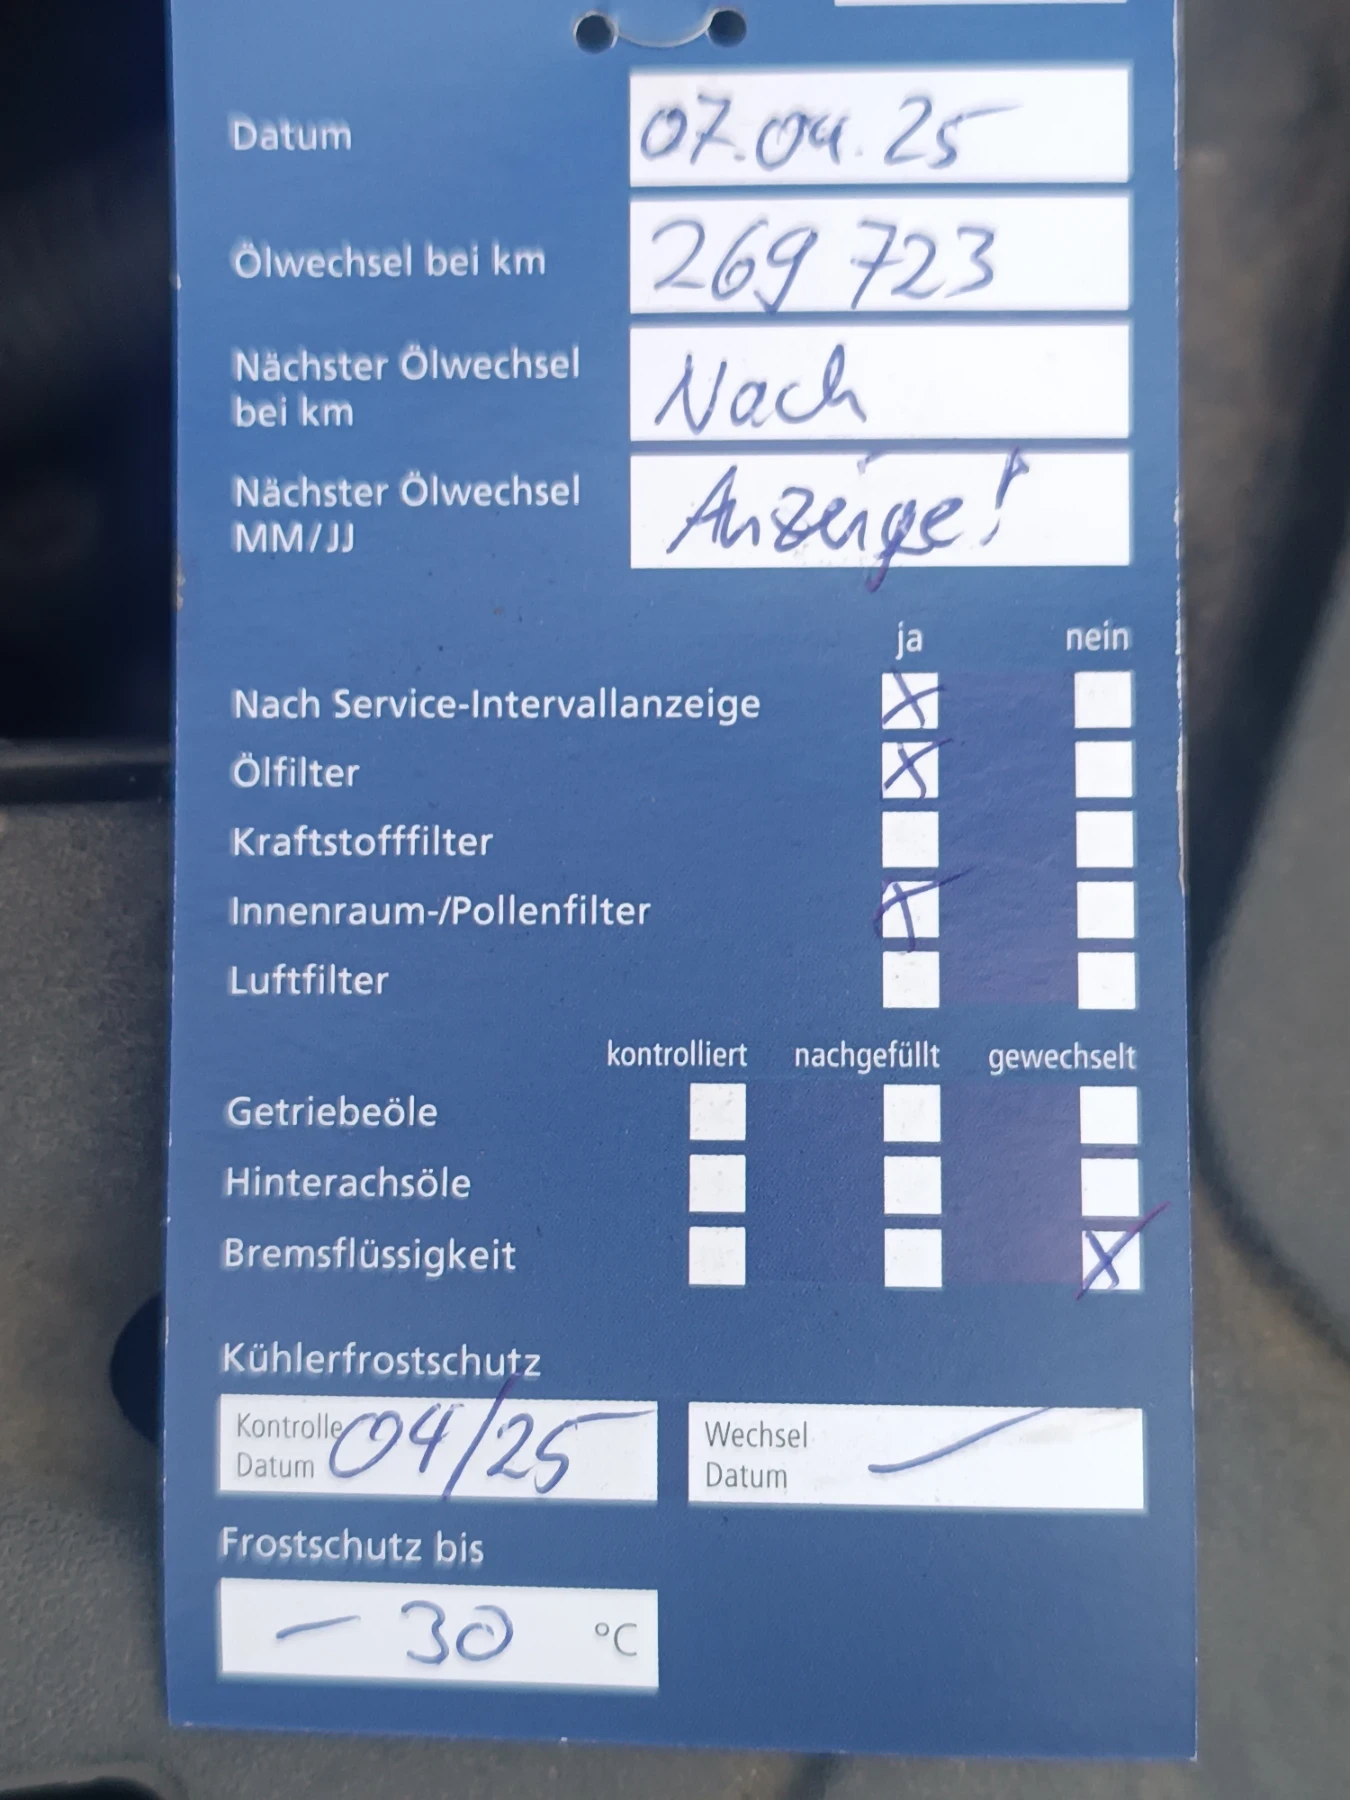 Datum 07.04.25
Ölwechsel bei km 269 723
Nächster Ölwechsel
bei km Nach
Nächster Ölwechsel
MM/JJ Anzeige!
ja nein
Nach Service-Intervallanzeige X
Ölfilter X
Kraftstofffilter
Innenraum-/Pollenfilter X
Luftfilter
kontrolliert nachgefüllt gewechselt
Getriebeöle
Hinterachsöle
Bremsflüssigkeit X
Kühlerfrostschutz
Kontrolle
Datum 04/25
Wechsel
Datum —
Frostschutz bis
- 30 °C